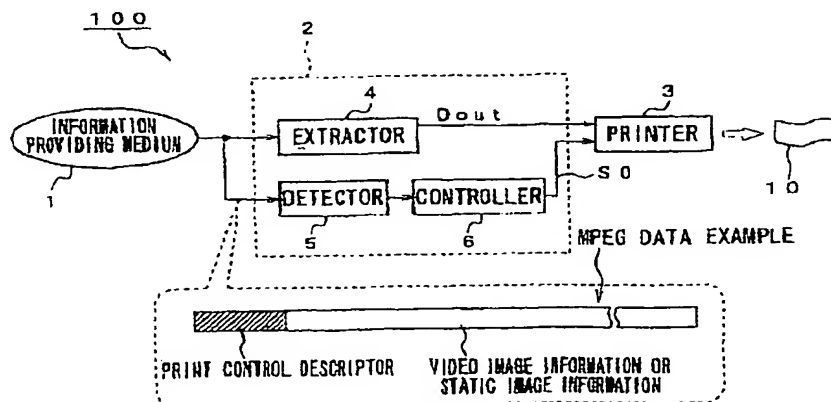 100
2
4
Dout
3
INFORMATION
PROVIDING MEDIUM
EXTRACTOR
PRINTER
1
10
S0
DETECTOR
CONTROLLER
5
6
MPEG DATA EXAMPLE
PRINT CONTROL DESCRIPTOR
VIDEO IMAGE INFORMATION OR
STATIC IMAGE INFORMATION